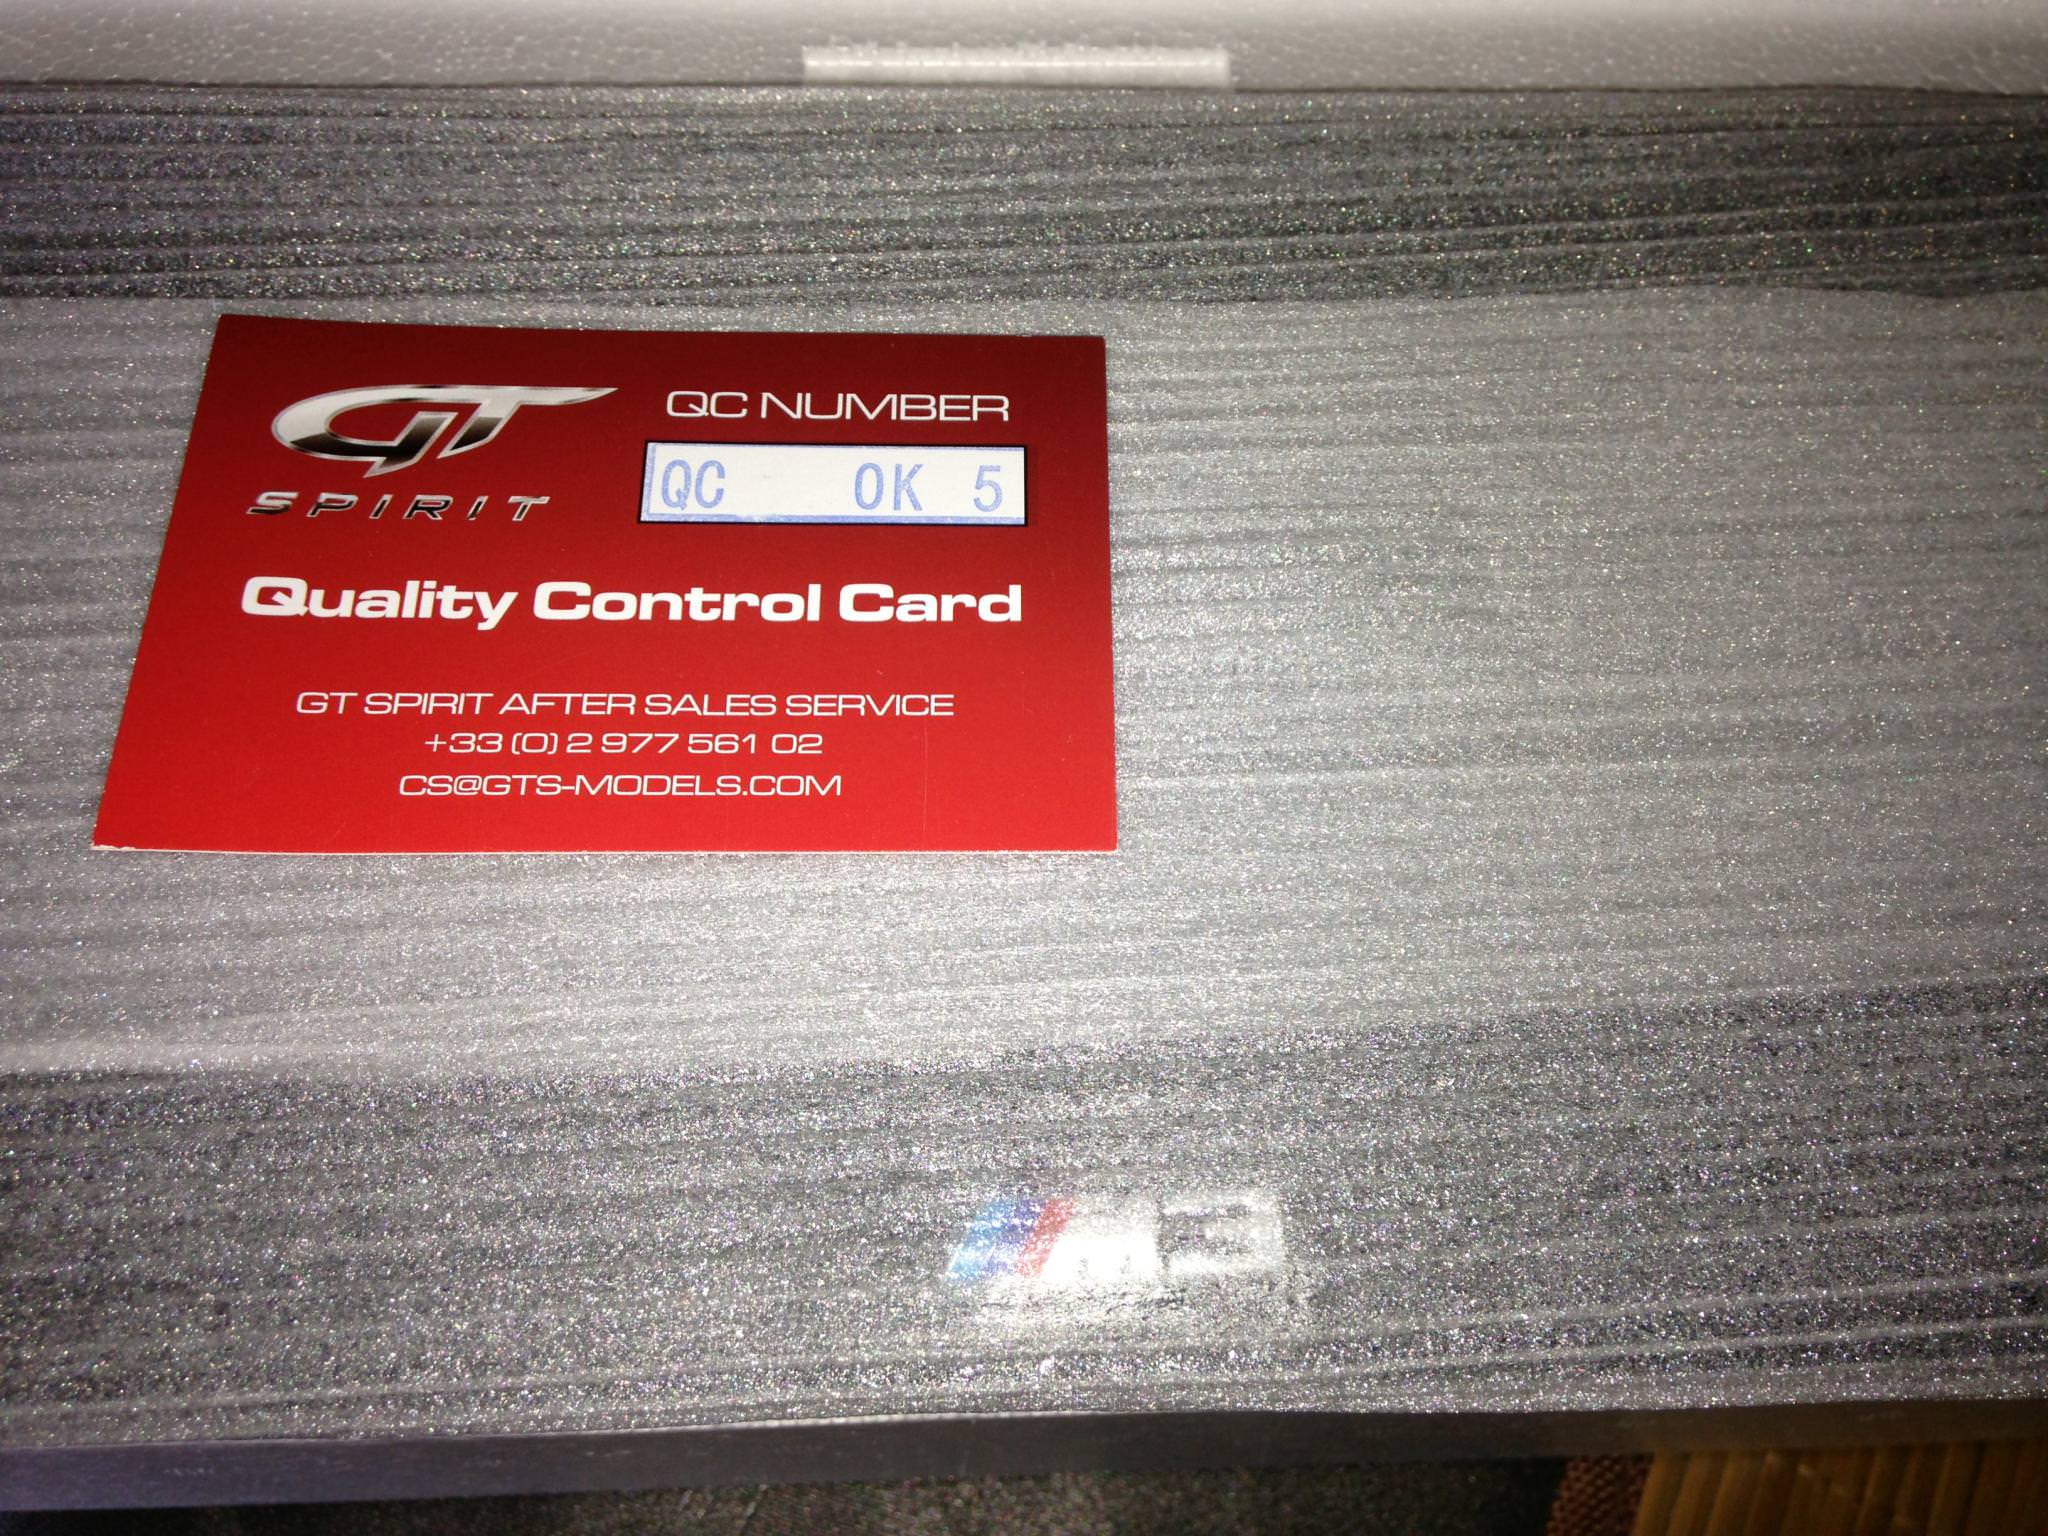 GT
SPIRIT
QC NUMBER
QC OK 5
Quality Control Card
GT SPIRIT AFTER SALES SERVICE
+33 (0) 2 977 561 02
CS@GTS-MODELS.COM
M3